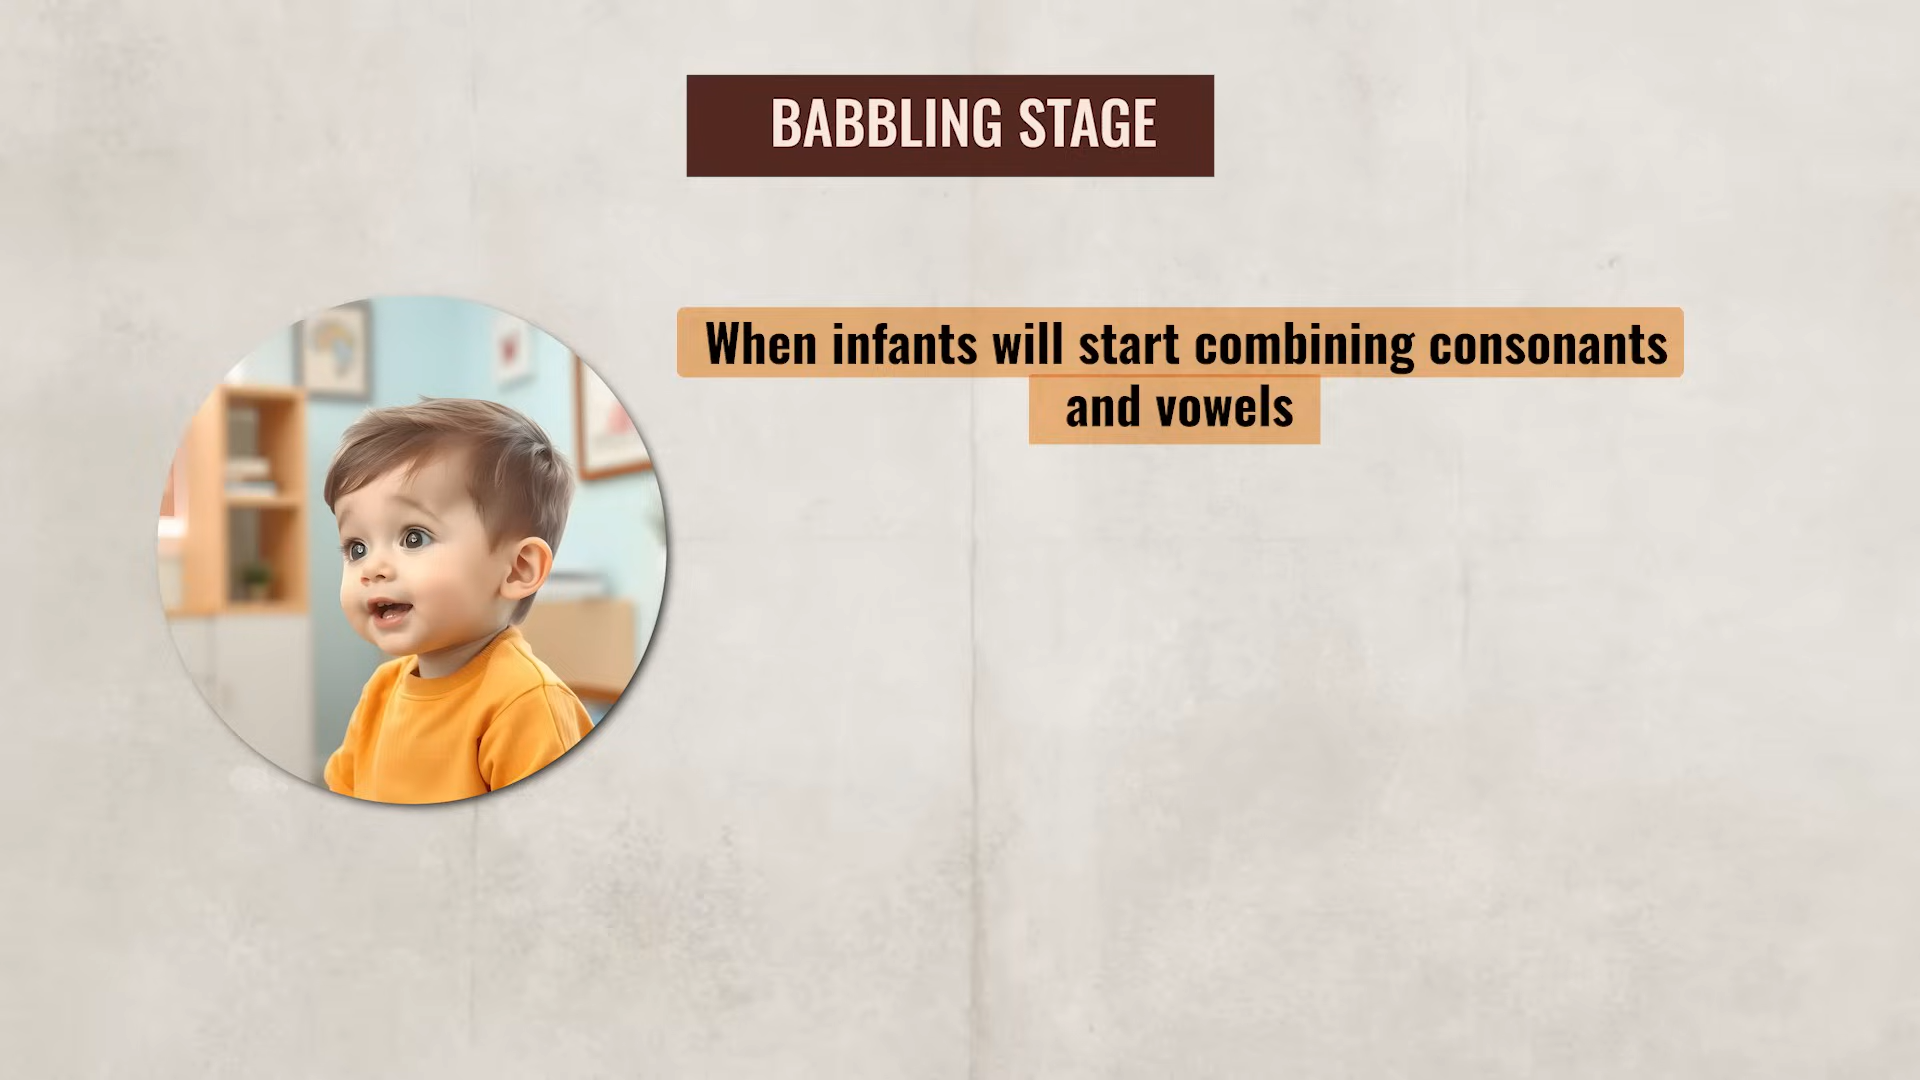 BABBLING STAGE
When infants will start combining consonants
and vowels